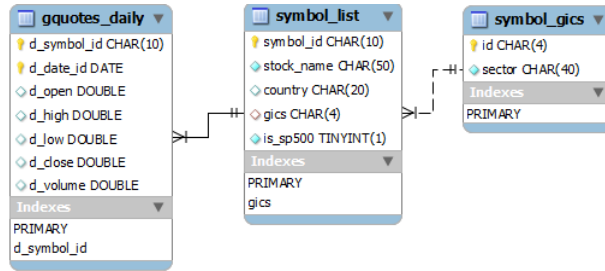 gquotes_daily
d_symbol_id CHAR(10)
d_date_id DATE
d_open DOUBLE
d_high DOUBLE
d_low DOUBLE
d_close DOUBLE
d_volume DOUBLE
Indexes
PRIMARY
d_symbol_id
symbol_list
symbol_id CHAR(10)
stock_name CHAR(50)
country CHAR(20)
gics CHAR(4)
is_sp500 TINYINT(1)
Indexes
PRIMARY
gics
symbol_gics
id CHAR(4)
sector CHAR(40)
Indexes
PRIMARY